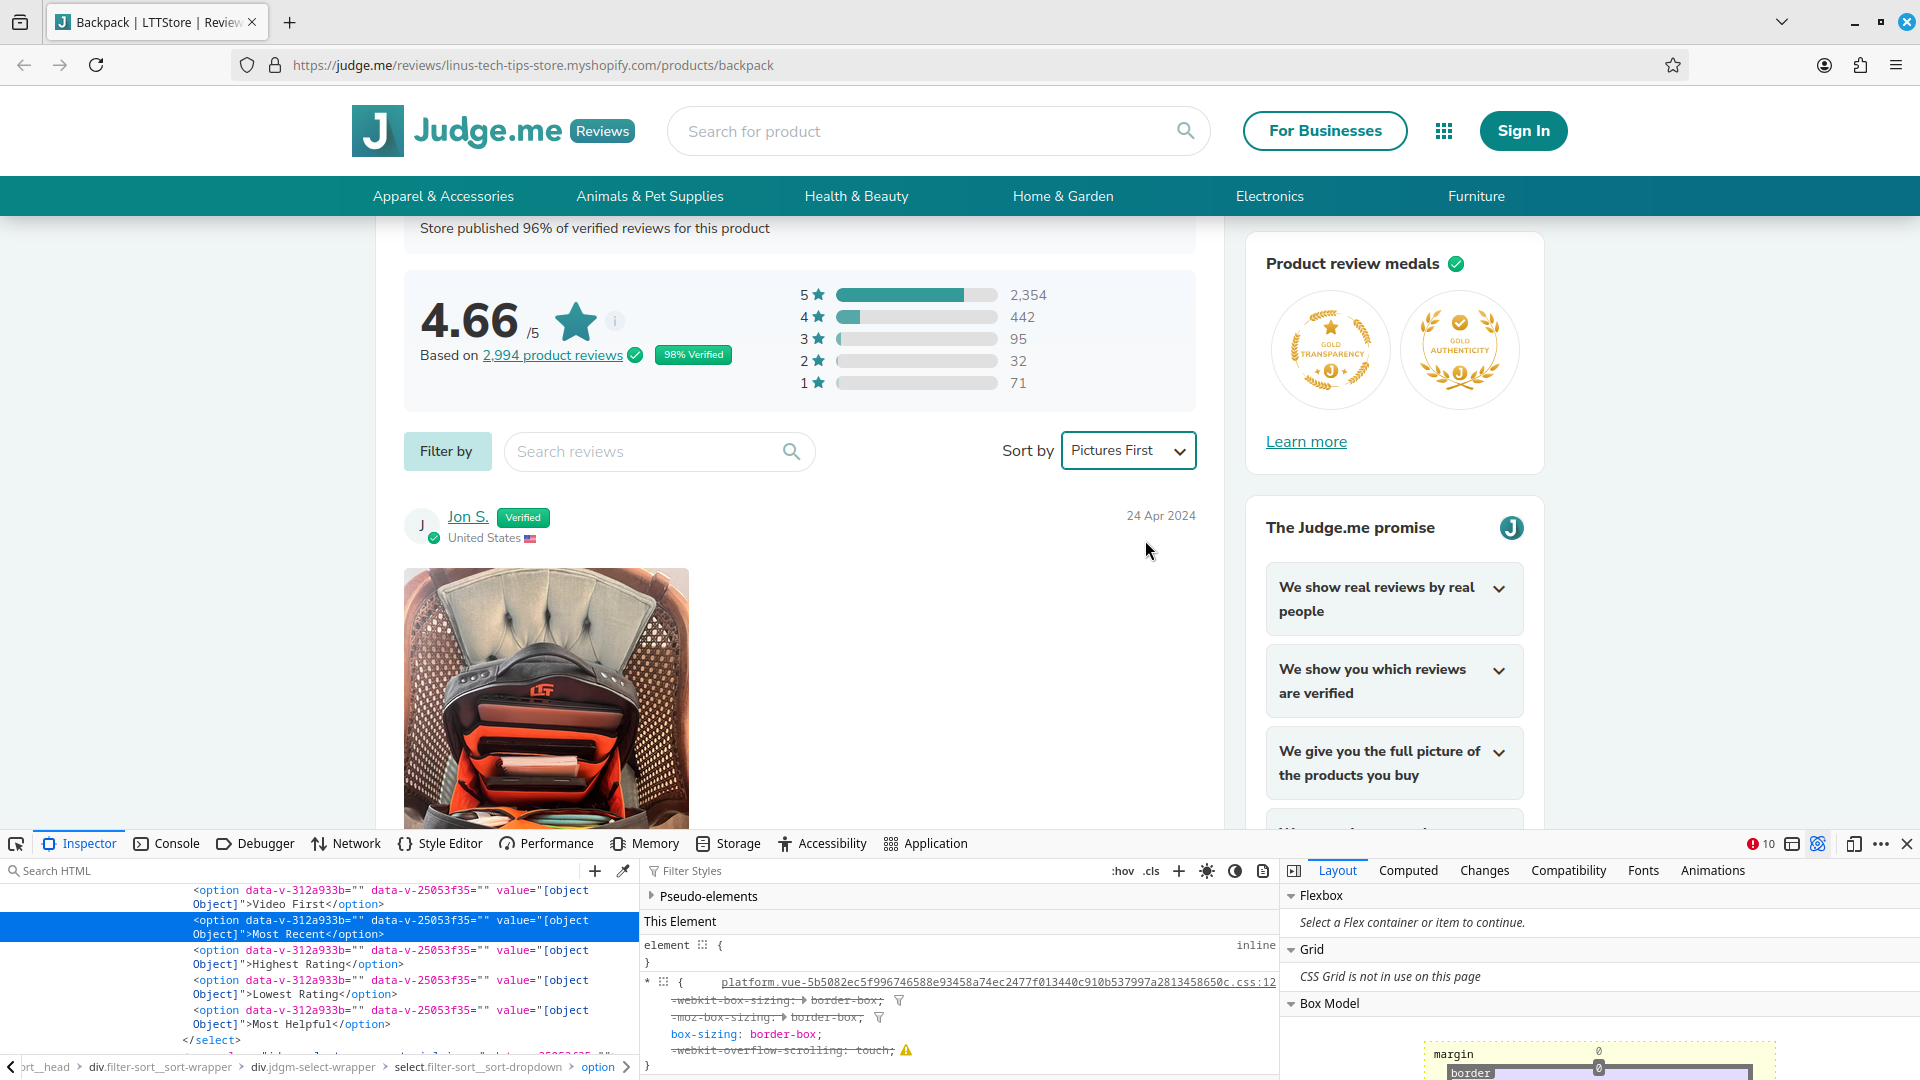 Backpack | LTTStore | Review
https://judge.me/reviews/linus-tech-tips-store.myshopify.com/products/backpack
J Judge.me Reviews
Search for product
For Businesses
Sign In
Apparel & Accessories
Animals & Pet Supplies
Health & Beauty
Home & Garden
Electronics
Furniture
Store published 96% of verified reviews for this product
4.66 /5
Based on 2,994 product reviews 98% Verified
5 2,354
4 442
3 95
2 32
1 71
Filter by
Search reviews
Sort by Pictures First
J Jon S. Verified
United States
24 Apr 2024
LTT
Product review medals
GOLD
TRANSPARENCY
GOLD
AUTHENTICITY
Learn more
The Judge.me promise
We show real reviews by real
people
We show you which reviews
are verified
We give you the full picture of
the products you buy
Inspector
Console
Debugger
Network
Style Editor
Performance
Memory
Storage
Accessibility
Application
10
Search HTML
<option data-v-312a933b="" data-v-25053f35="" value="[object
Object]">Video First</option>
<option data-v-312a933b="" data-v-25053f35="" value="[object
Object]">Most Recent</option>
<option data-v-312a933b="" data-v-25053f35="" value="[object
Object]">Highest Rating</option>
<option data-v-312a933b="" data-v-25053f35="" value="[object
Object]">Lowest Rating</option>
<option data-v-312a933b="" data-v-25053f35="" value="[object
Object]">Most Helpful</option>
</select>
ort__head > div.filter-sort__sort-wrapper > div.jdgm-select-wrapper > select.filter-sort__sort-dropdown > option
Filter Styles
:hov .cls
Pseudo-elements
This Element
element { inline
}
* { platform.vue-5b5082ec5f996746588e93458a74ec2477f013440c910b537997a2813458650c.css:12
-webkit-box-sizing: border-box;
-moz-box-sizing: border-box;
box-sizing: border-box;
-webkit-overflow-scrolling: touch;
}
Layout
Computed
Changes
Compatibility
Fonts
Animations
Flexbox
Select a Flex container or item to continue.
Grid
CSS Grid is not in use on this page
Box Model
margin 0
border 0